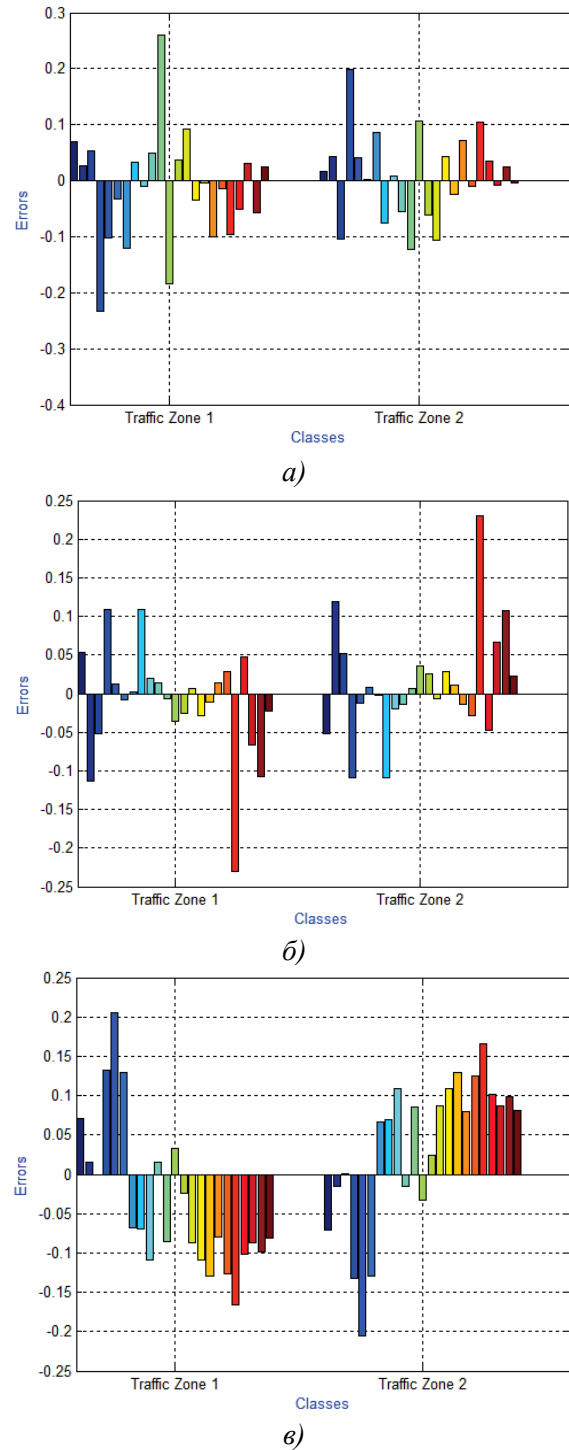 0.3
0.2
0.1
0
-0.1
-0.2
-0.3
-0.4
Errors
Traffic Zone 1 Traffic Zone 2
Classes
а)
0.25
0.2
0.15
0.1
0.05
0
-0.05
-0.1
-0.15
-0.2
-0.25
Errors
Traffic Zone 1 Traffic Zone 2
Classes
б)
0.25
0.2
0.15
0.1
0.05
0
-0.05
-0.1
-0.15
-0.2
-0.25
Errors
Traffic Zone 1 Traffic Zone 2
Classes
в)